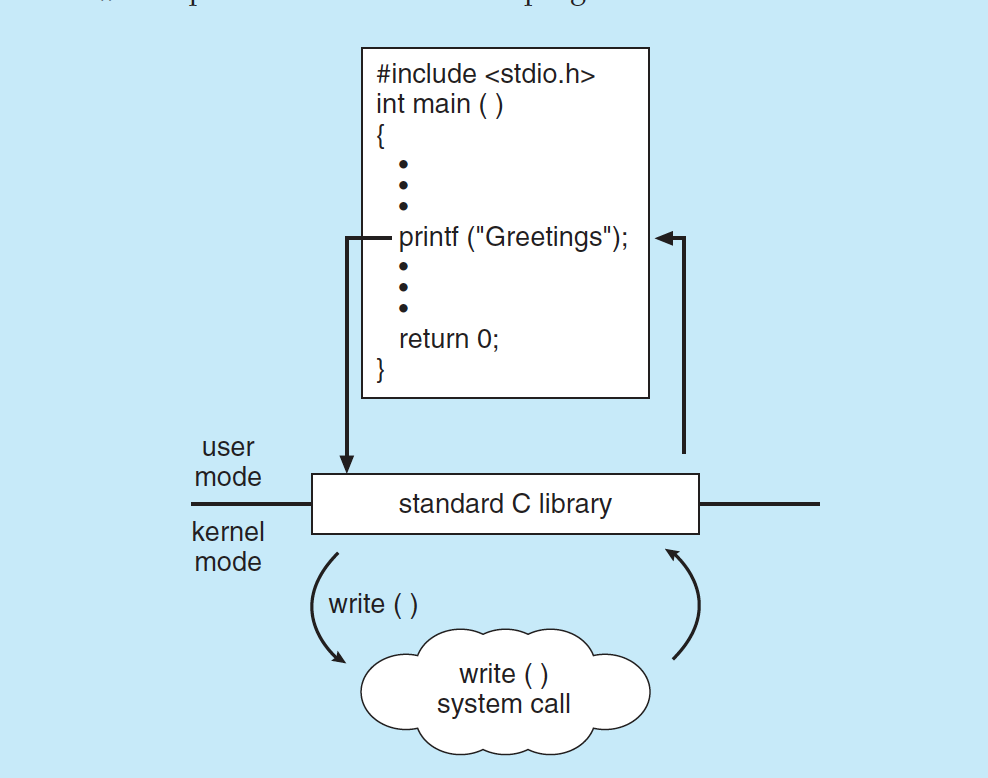 #include <stdio.h>
int main ( )
{
•
•
•
printf ("Greetings");
•
•
•
return 0;
}
user
mode
standard C library
kernel
mode
write ( )
write ( )
system call